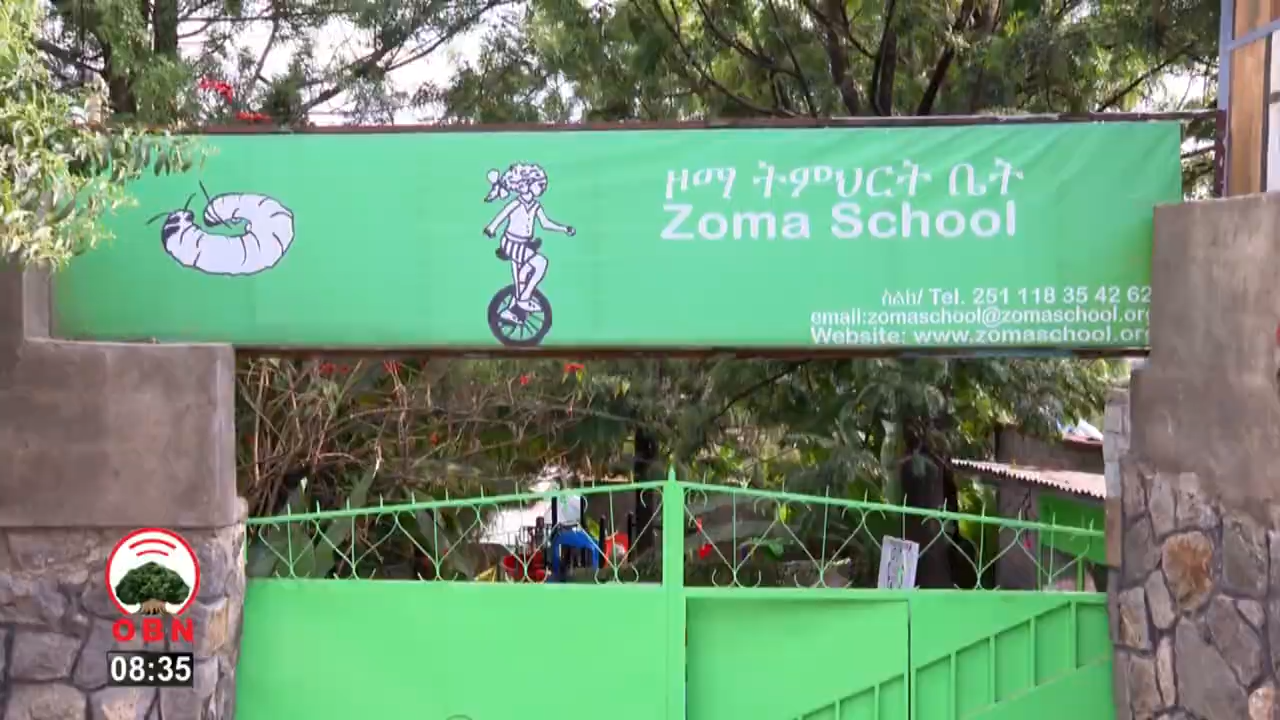 ዞማ ትምህርት ቤት
Zoma School
ስልክ/ Tel. 251 118 35 42 62
email:zomaschool@zomaschool.org
Website: www.zomaschool.org
OBN
08:35